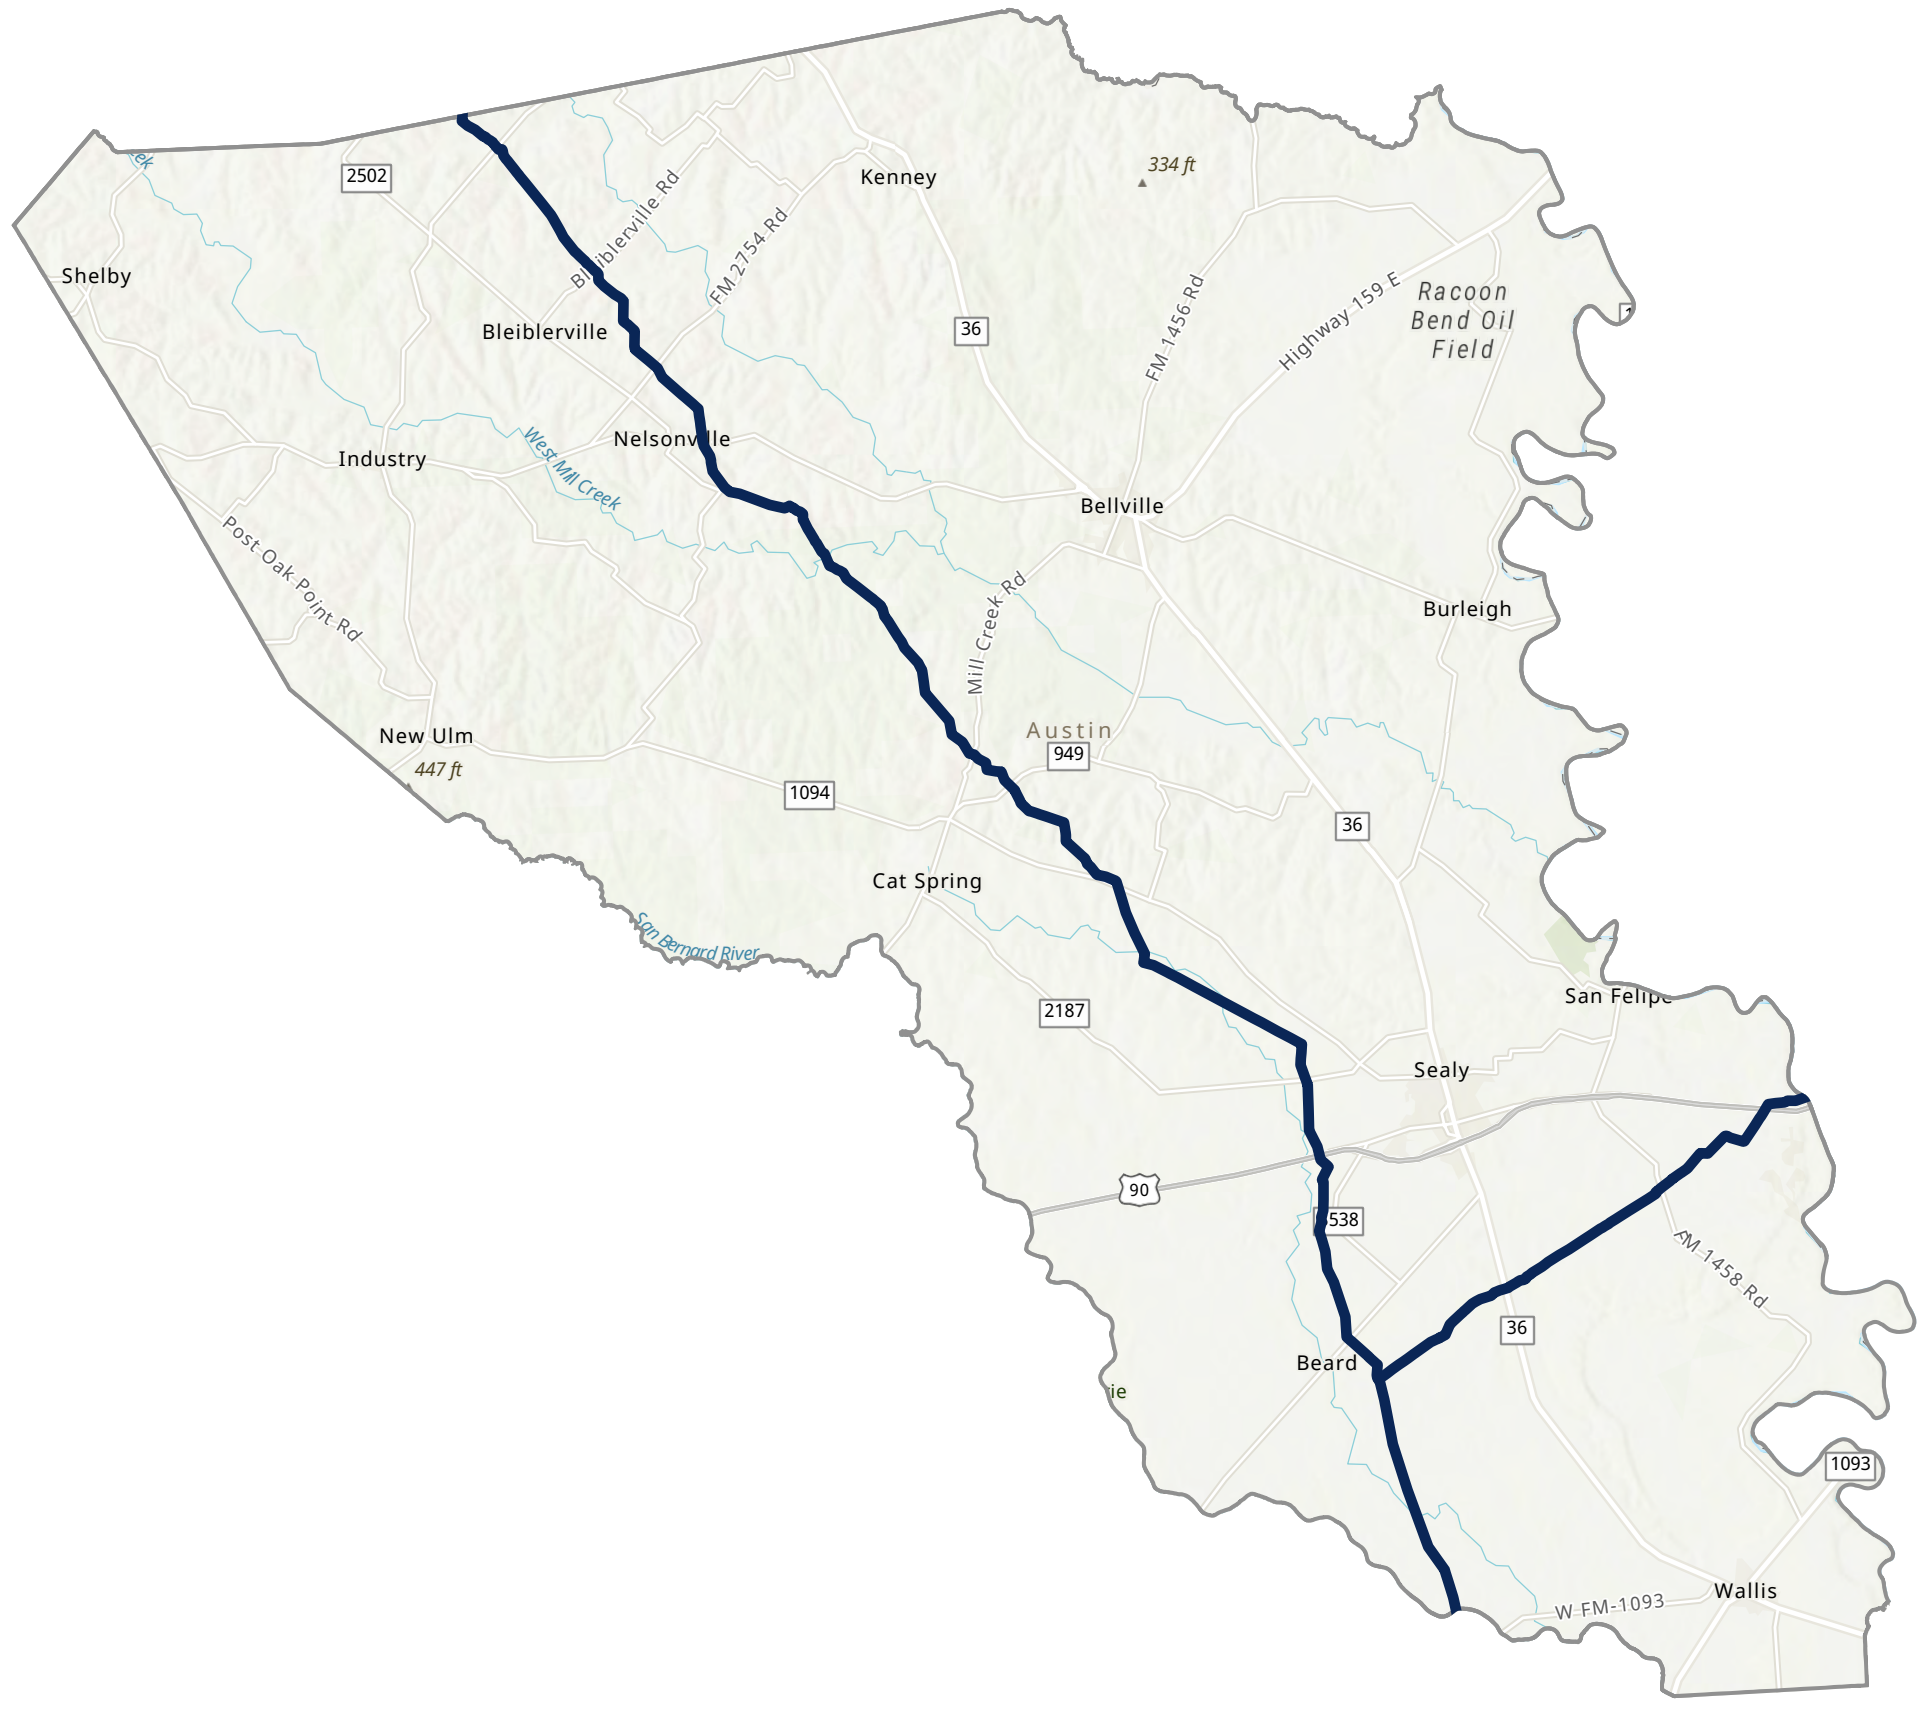 ek
334 ft
2502
Kenney
Bleiblerville Rd
FM 2754 Rd
Shelby
FM 1456 Rd
Highway 159 E
Racoon
Bend Oil
Field
36
Bleiblerville
Nelsonville
Industry
West Mill Creek
Bellville
Post Oak Point Rd
Mill Creek Rd
Burleigh
New Ulm
447 ft
Austin
949
1094
36
Cat Spring
San Bernard River
San Felipe
2187
Sealy
90
538
AM 1458 Rd
36
Beard
ie
1093
Wallis
W FM-1093